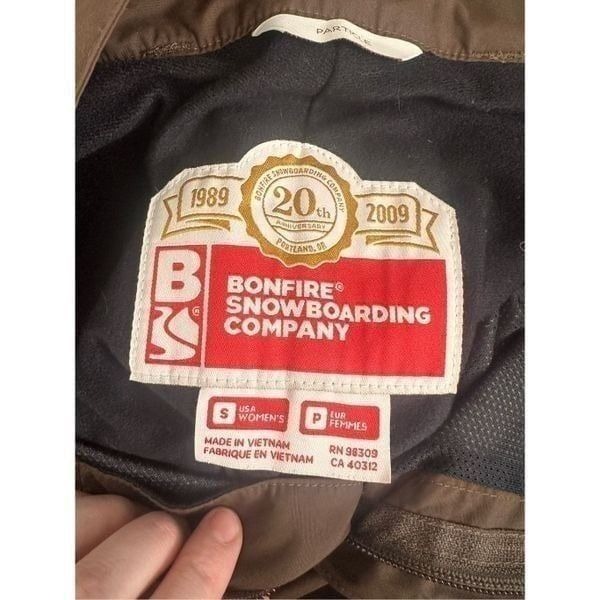 PARTICLE
BONFIRE SNOWBOARDING COMPANY
1989
20th
2009
ANNIVERSARY
PORTLAND, OR
B
BONFIRE®
SNOWBOARDING
COMPANY
®
S USA WOMEN'S
P EUR FEMMES
MADE IN VIETNAM
FABRIQUE EN VIETNAM
RN 98309
CA 40312